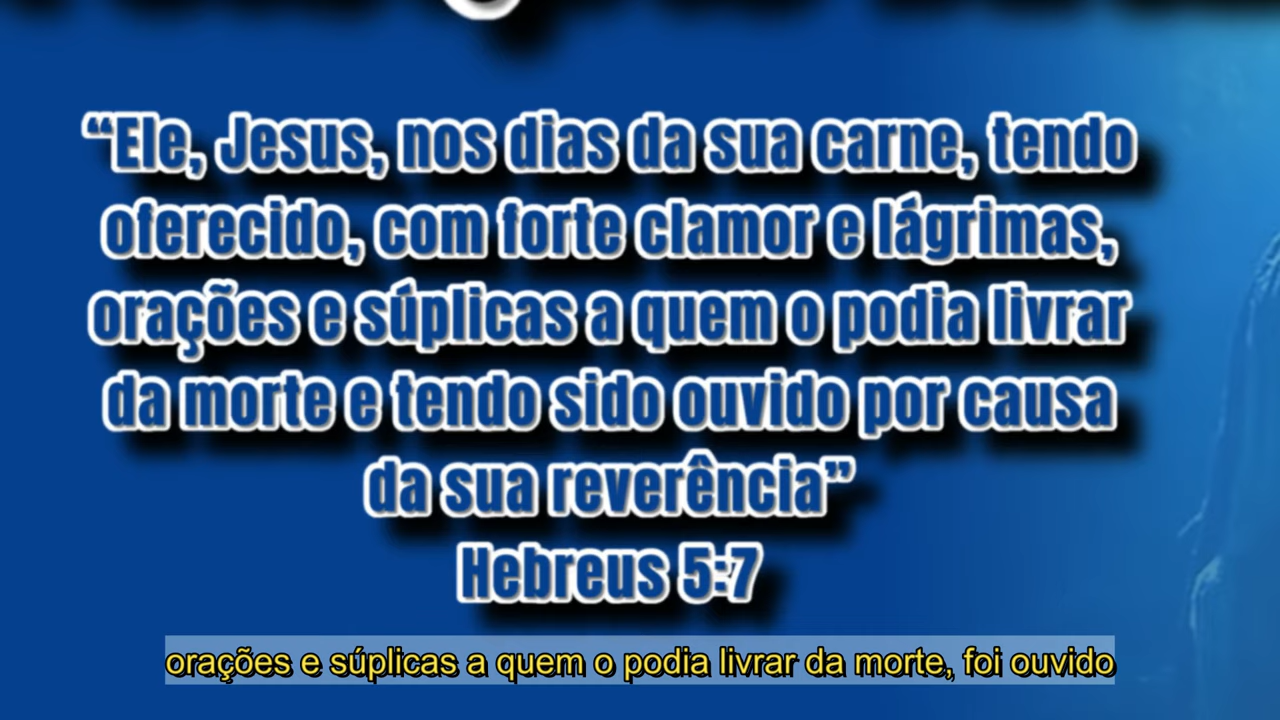 “Ele, Jesus, nos dias da sua carne, tendo
oferecido, com forte clamor e lágrimas,
orações e súplicas a quem o podia livrar
da morte e tendo sido ouvido por causa
da sua reverência”
Hebreus 5:7
orações e súplicas a quem o podia livrar da morte, foi ouvido